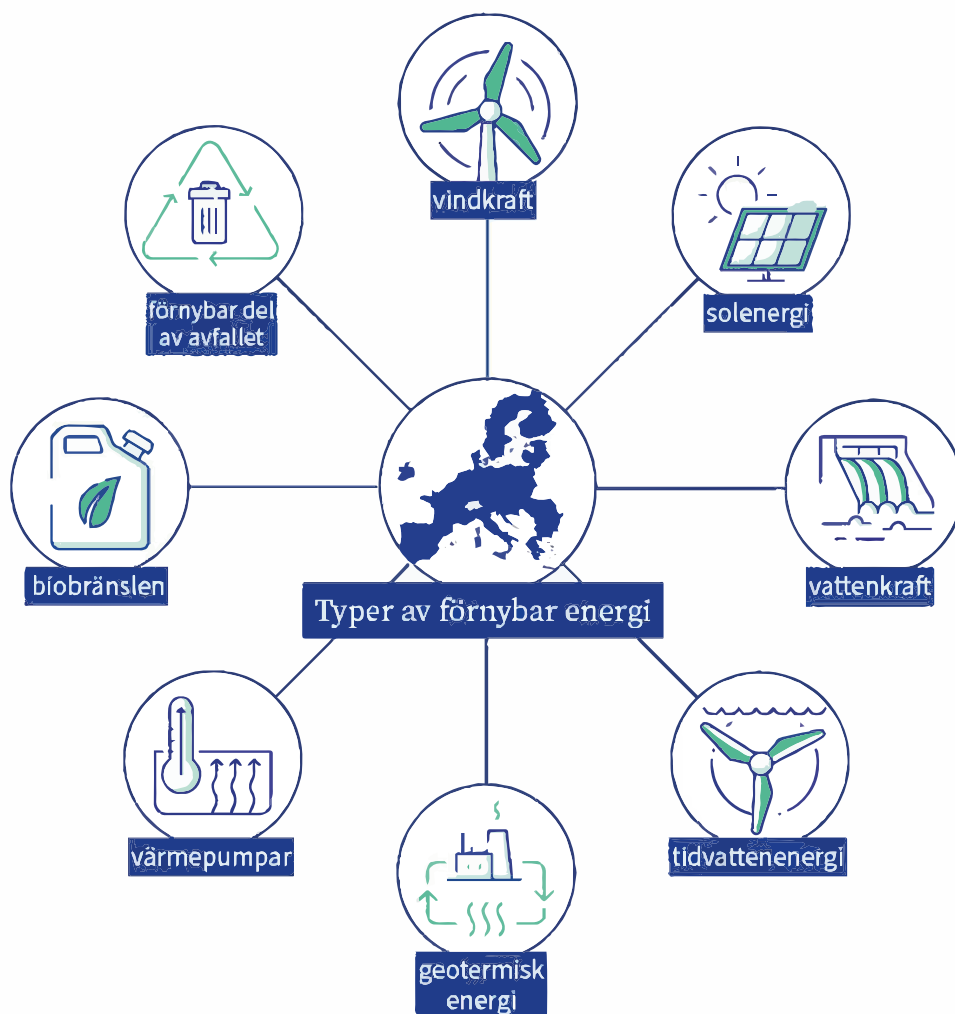 vindkraft
solenergi
förnybar del
av avfallet
biobränslen
vattenkraft
Typer av förnybar energi
värmepumpar
tidvattenenergi
geotermisk
energi